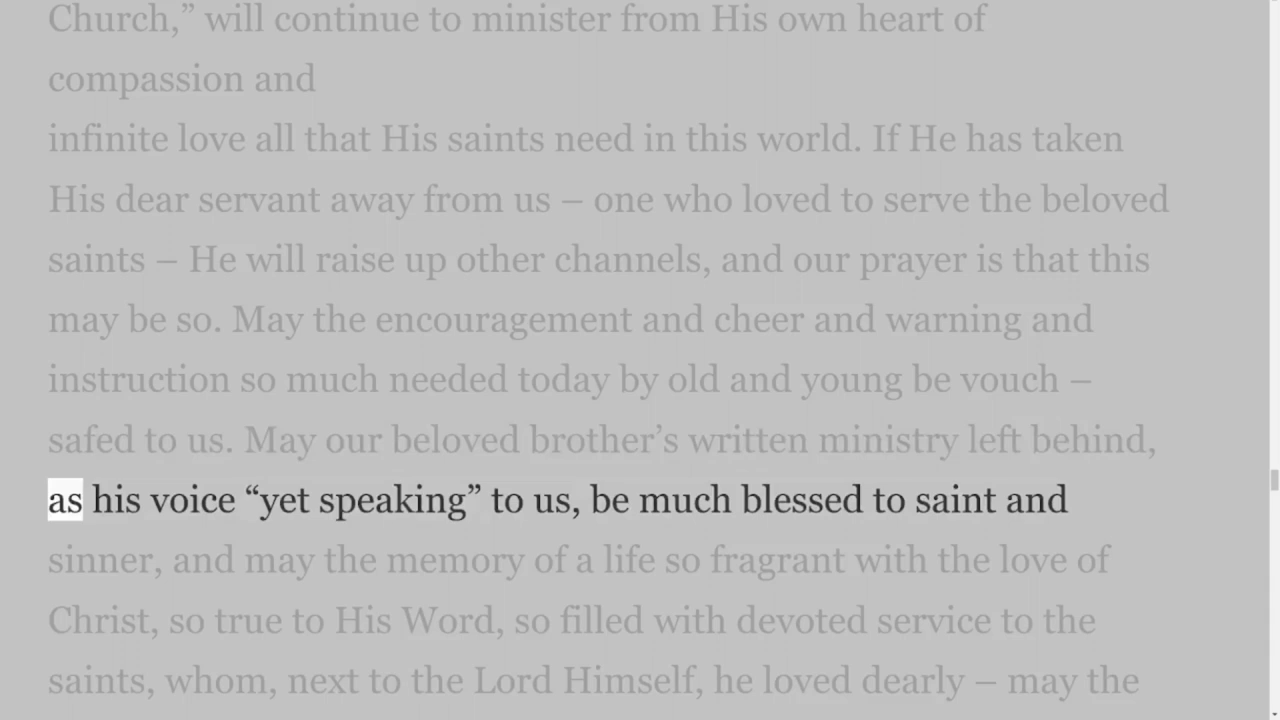 Church,” will continue to minister from His own heart of
compassion and
infinite love all that His saints need in this world. If He has taken
His dear servant away from us – one who loved to serve the beloved
saints – He will raise up other channels, and our prayer is that this
may be so. May the encouragement and cheer and warning and
instruction so much needed today by old and young be vouch –
safed to us. May our beloved brother’s written ministry left behind,
as his voice “yet speaking” to us, be much blessed to saint and
sinner, and may the memory of a life so fragrant with the love of
Christ, so true to His Word, so filled with devoted service to the
saints, whom, next to the Lord Himself, he loved dearly – may the